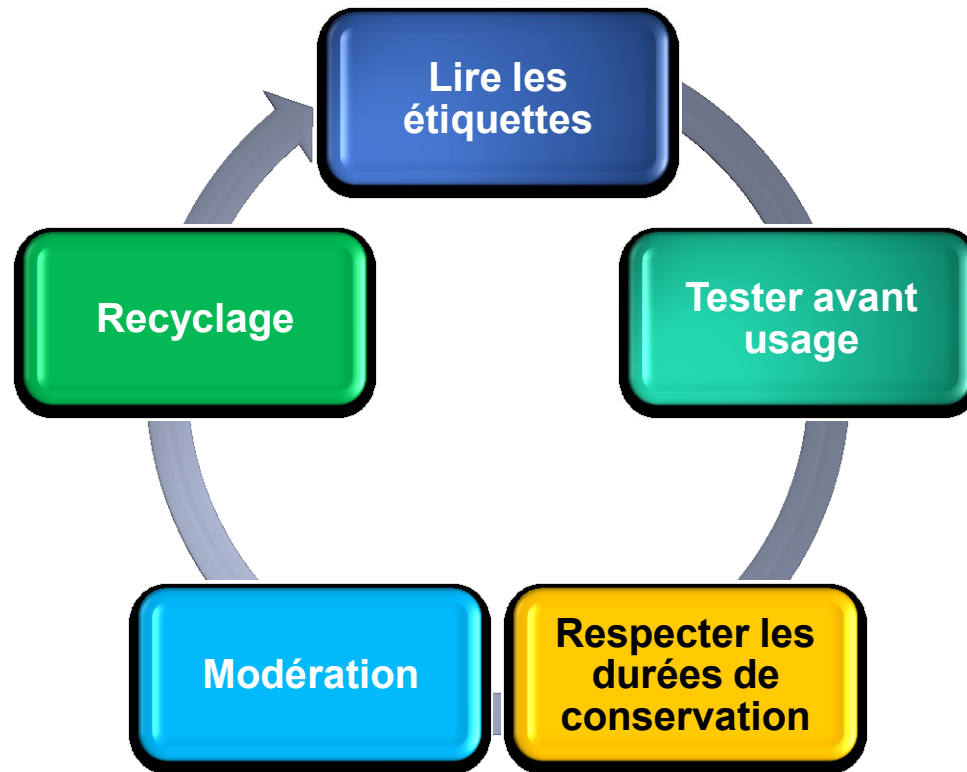 Lire les
étiquettes
Tester avant
usage
Respecter les
durées de
conservation
Modération
Recyclage